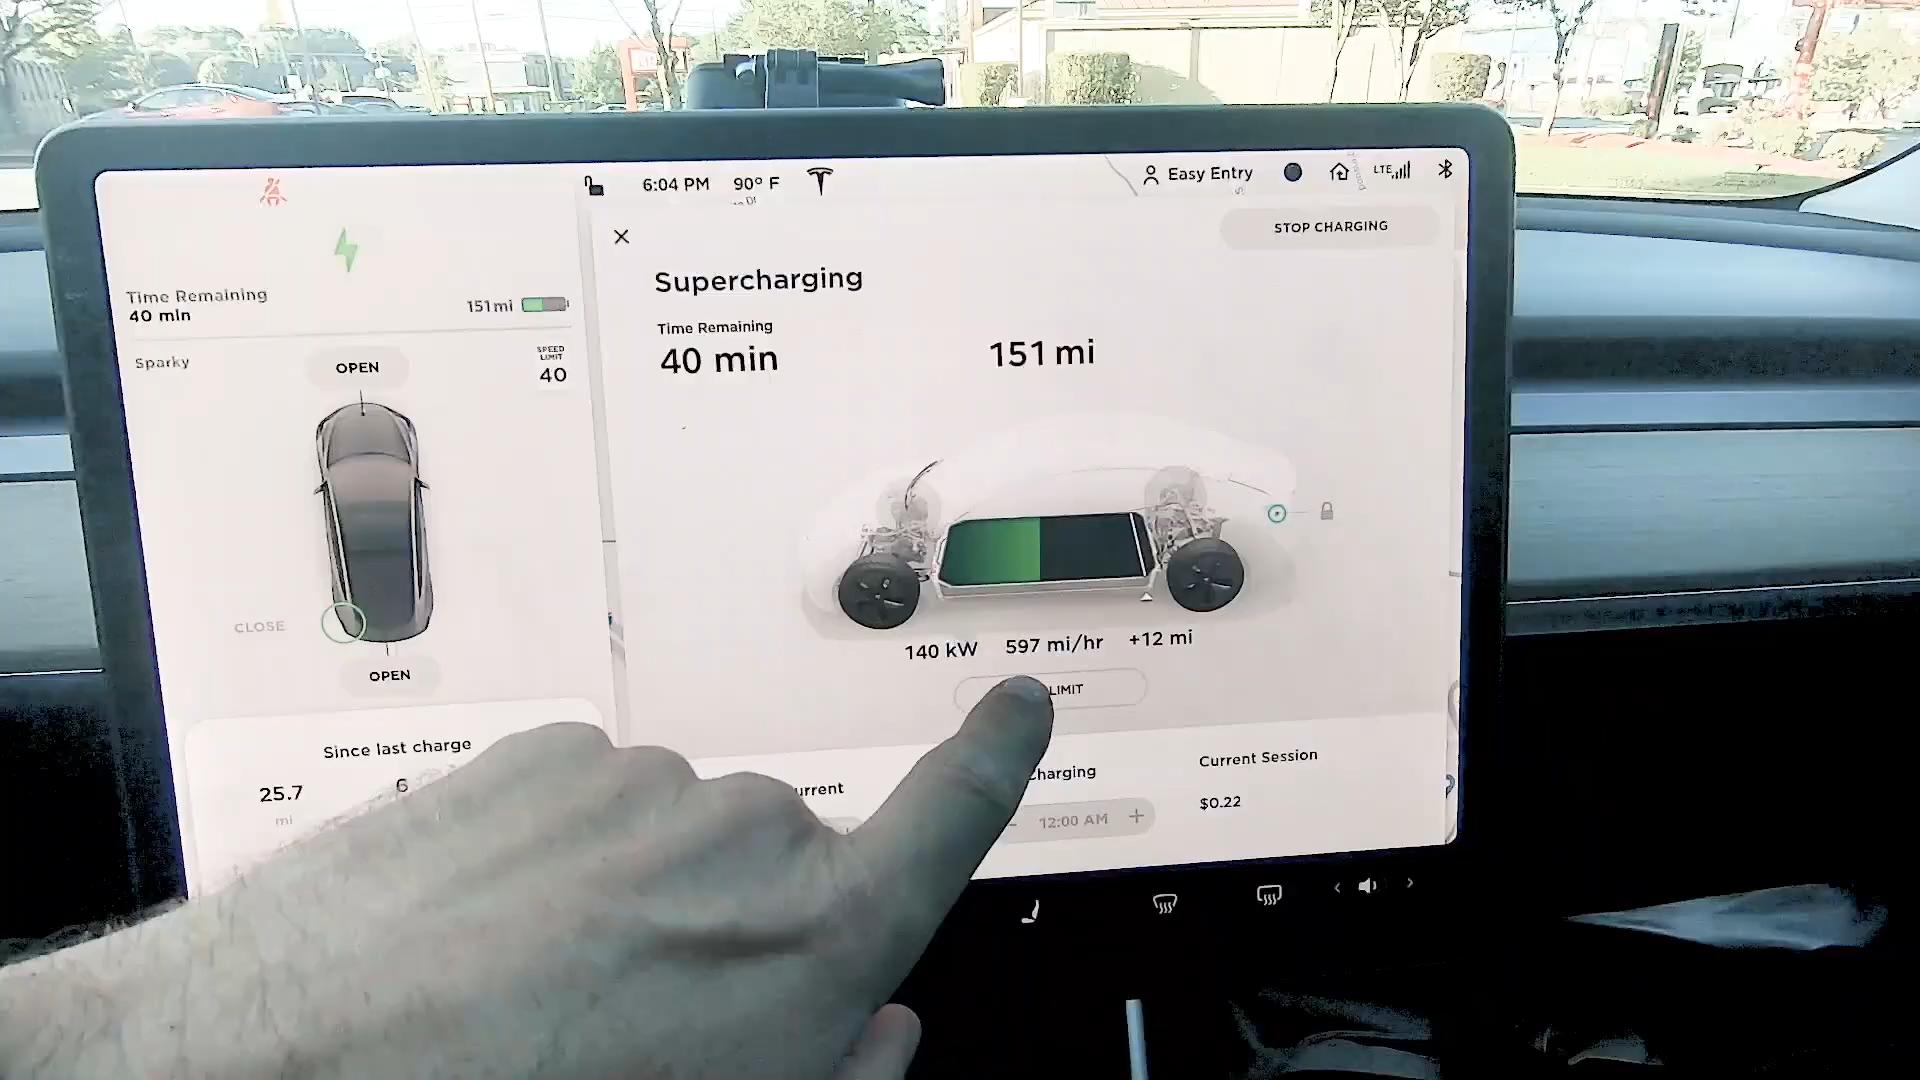 6:04 PM 90° F
Easy Entry
LTE
STOP CHARGING
Time Remaining
40 min
151 mi
Sparky
OPEN
SPEED
LIMIT
40
CLOSE
OPEN
Since last charge
25.7
6
mi
Supercharging
Time Remaining
40 min
151 mi
140 kW 597 mi/hr +12 mi
LIMIT
urrent
Charging
- 12:00 AM +
Current Session
$0.22